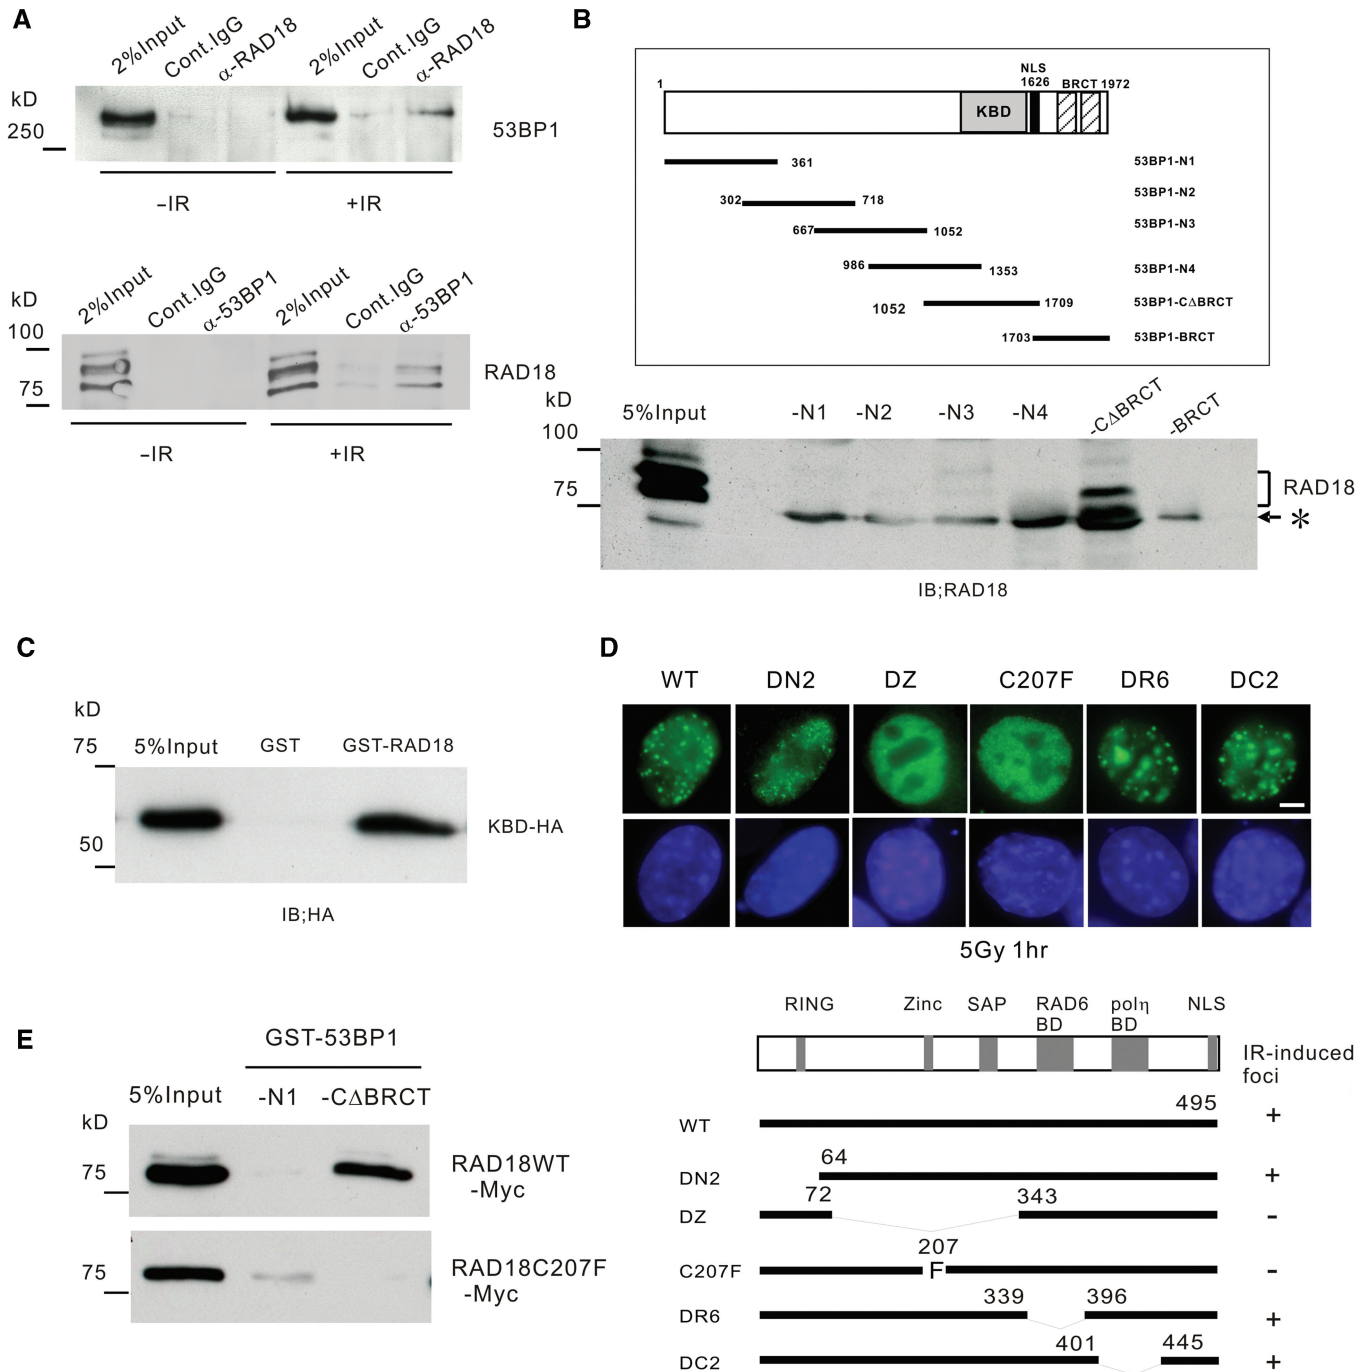 A
2%Input
Cont.IgG
α-RAD18
2%Input
Cont.IgG
α-RAD18
kD
250
53BP1
–IR
+IR
2%Input
Cont.IgG
α-53BP1
2%Input
Cont.IgG
α-53BP1
kD
100
75
RAD18
–IR
+IR
B
1
NLS
1626
BRCT 1972
KBD
361
53BP1-N1
302
718
53BP1-N2
667
1052
53BP1-N3
986
1353
53BP1-N4
1052
1709
53BP1-CΔBRCT
1703
53BP1-BRCT
kD
5%Input
-N1
-N2
-N3
-N4
-CΔBRCT
-BRCT
100
75
RAD18
*
IB;RAD18
C
kD
75
5%Input
GST
GST-RAD18
50
KBD-HA
IB;HA
D
WT
DN2
DZ
C207F
DR6
DC2
5Gy 1hr
RING
Zinc
SAP
RAD6
BD
polη
BD
NLS
IR-induced
foci
WT
495
+
DN2
64
+
DZ
72
343
-
C207F
207
F
-
DR6
339
396
+
DC2
401
445
+
E
GST-53BP1
5%Input
-N1
-CΔBRCT
kD
75
RAD18WT
-Myc
75
RAD18C207F
-Myc